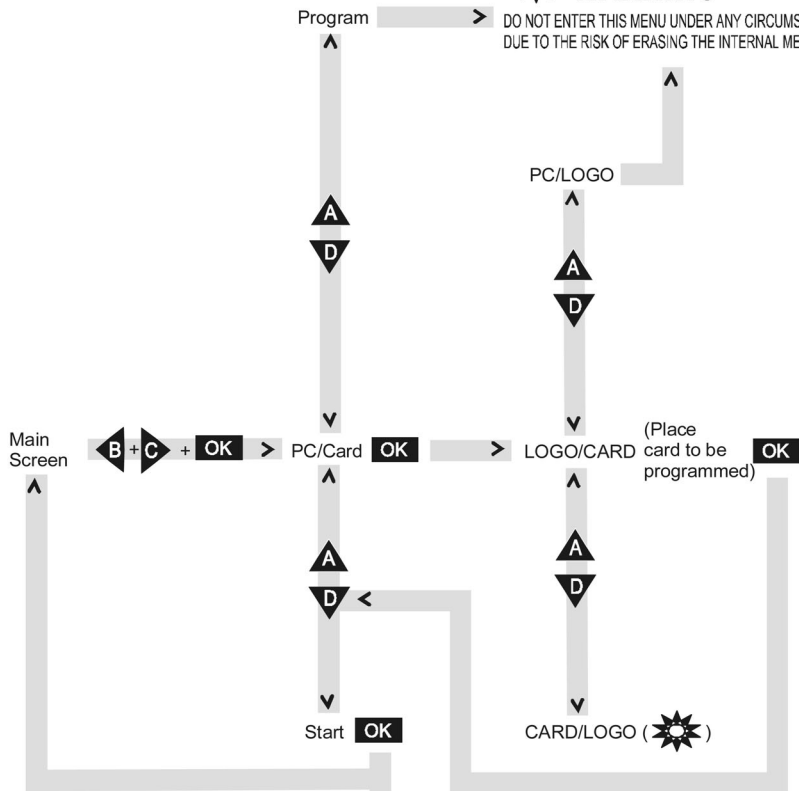 Program
DO NOT ENTER THIS MENU UNDER ANY CIRCUMS
DUE TO THE RISK OF ERASING THE INTERNAL ME
PC/LOGO
A
D
A
D
Main
Screen
B + C + OK
PC/Card OK
LOGO/CARD
(Place
card to be
programmed)
OK
A
D
A
D
Start OK
CARD/LOGO ( )